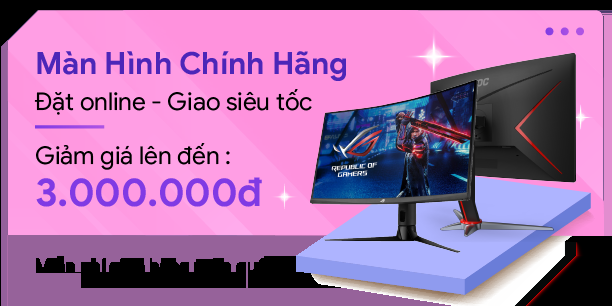 Màn Hình Chính Hãng
Đặt online - Giao siêu tốc
Giảm giá lên đến :
3.000.000đ
REPUBLIC OF
GAMERS